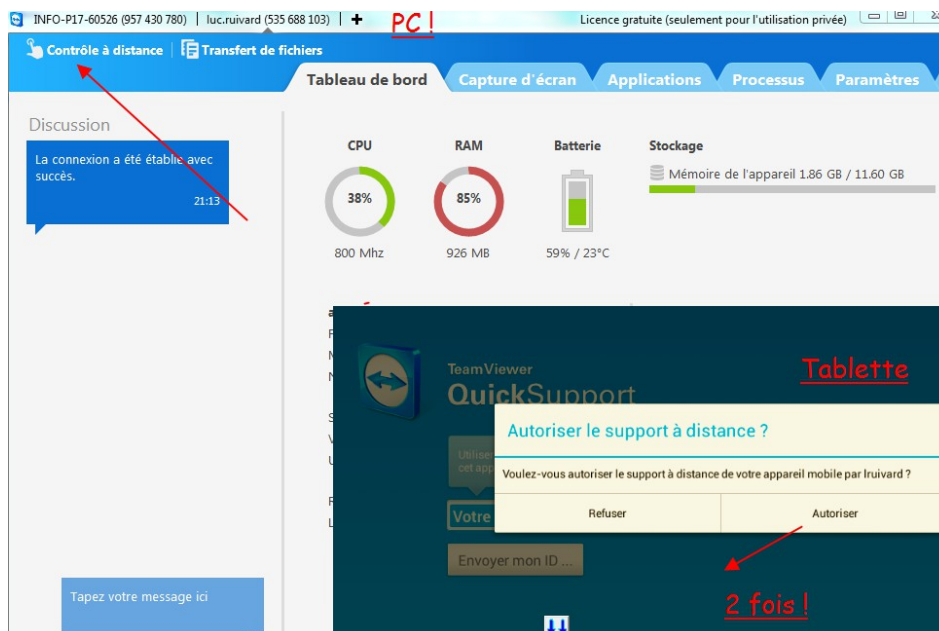 INFO-P17-60526 (957 430 780) luc.ruivard (535 688 103) + PC ! Licence gratuite (seulement pour l'utilisation privée)
Contrôle à distance Transfert de fichiers
Tableau de bord Capture d'écran Applications Processus Paramètres
Discussion
La connexion a été établie avec
succès.
21:13
CPU RAM Batterie Stockage
Mémoire de l'appareil 1.86 GB / 11.60 GB
38% 85%
800 Mhz 926 MB 59% / 23°C
Tablette
TeamViewer
QuickSupport
Autoriser le support à distance ?
Voulez-vous autoriser le support à distance de votre appareil mobile par lruivard ?
Refuser Autoriser
Votre
Envoyer mon ID ...
2 fois !
Tapez votre message ici